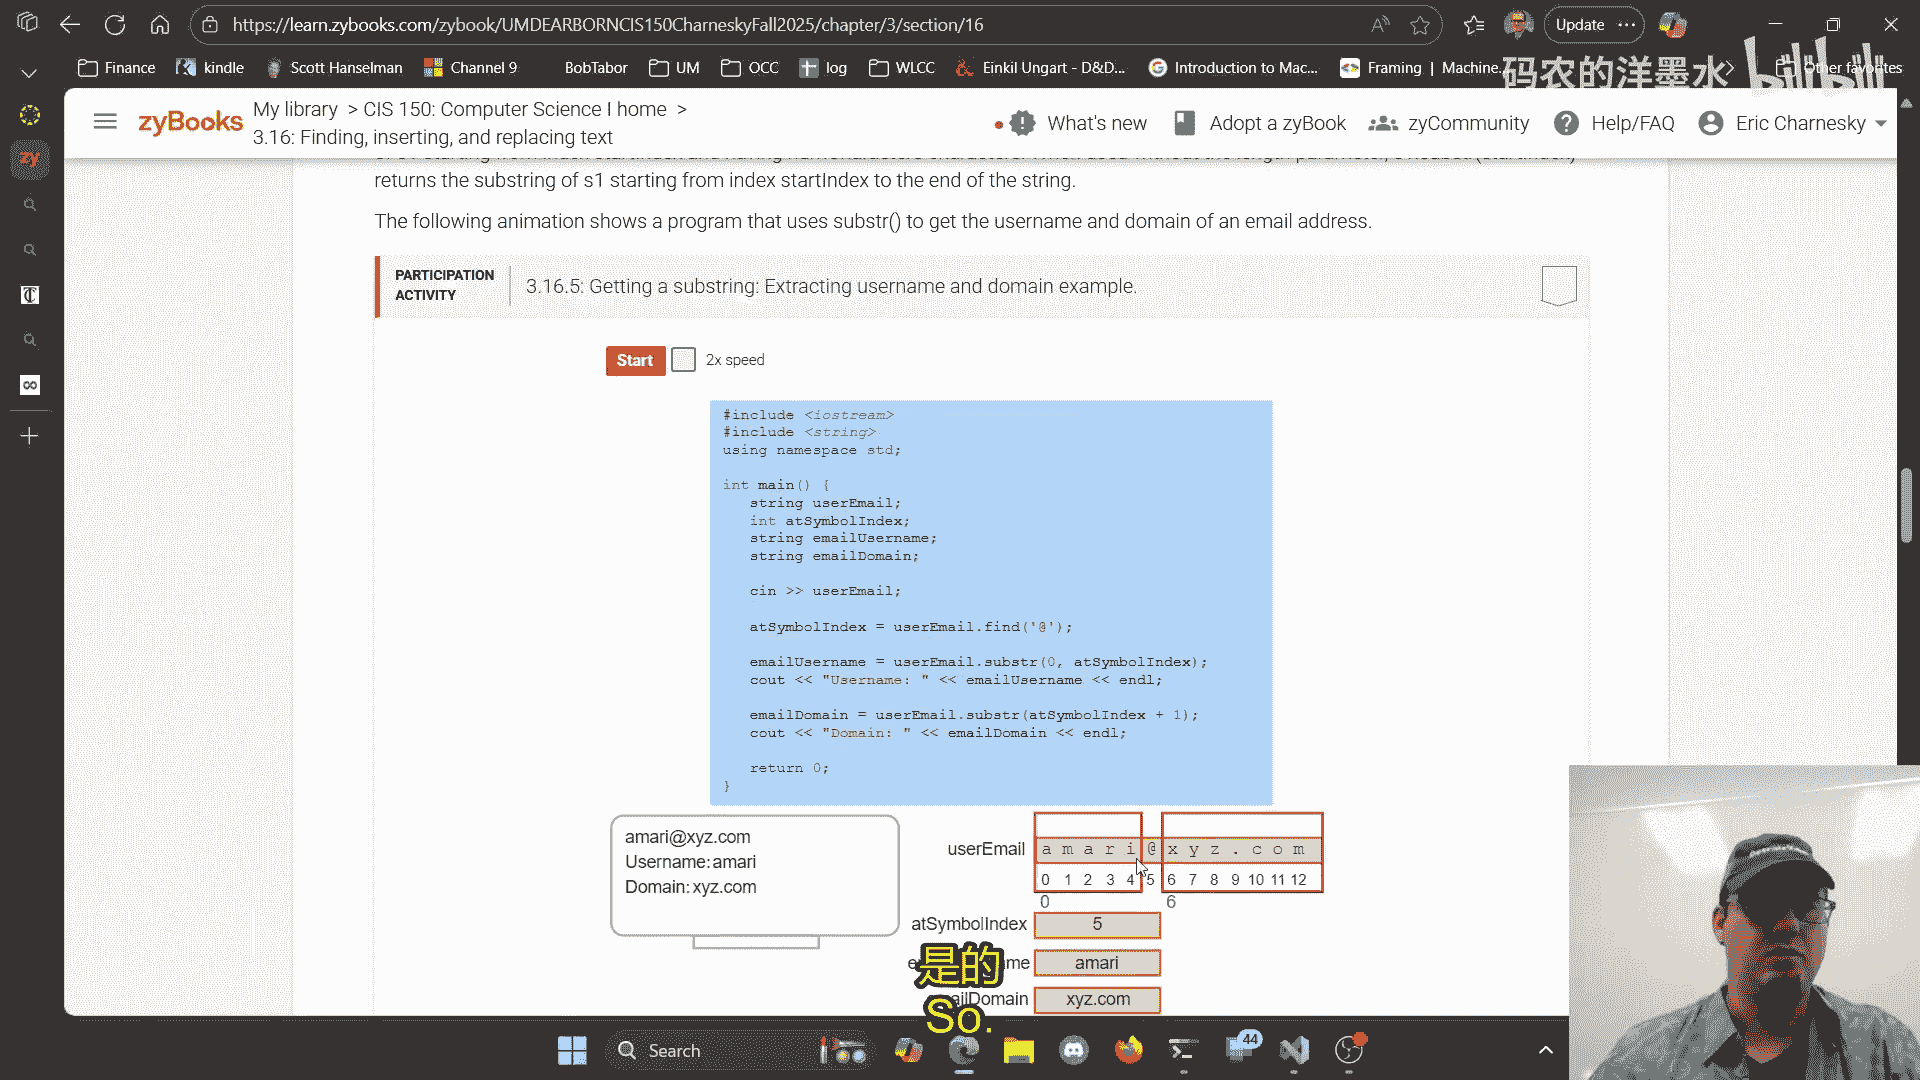 https://learn.zybooks.com/zybook/UMDEARBORNCIS150CharneskyFall2025/chapter/3/section/16
Update
Finance
kindle
Scott Hanselman
Channel 9
BobTabor
UM
OCC
log
WLCC
Einkil Ungart - D&D...
Introduction to Mac...
Framing | Machine...
Other favorites
码农的洋墨水
bilibili
zyBooks
My library > CIS 150: Computer Science I home >
3.16: Finding, inserting, and replacing text
What's new
Adopt a zyBook
zyCommunity
Help/FAQ
Eric Charnesky
returns the substring of s1 starting from index startIndex to the end of the string.
The following animation shows a program that uses substr() to get the username and domain of an email address.
PARTICIPATION
ACTIVITY
3.16.5: Getting a substring: Extracting username and domain example.
Start
2x speed
#include <iostream>
#include <string>
using namespace std;
int main() {
string userEmail;
int atSymbolIndex;
string emailUsername;
string emailDomain;
cin >> userEmail;
atSymbolIndex = userEmail.find('@');
emailUsername = userEmail.substr(0, atSymbolIndex);
cout << "Username: " << emailUsername << endl;
emailDomain = userEmail.substr(atSymbolIndex + 1);
cout << "Domain: " << emailDomain << endl;
return 0;
}
amari@xyz.com
Username: amari
Domain: xyz.com
userEmail
a m a r i @ x y z . c o m
0 1 2 3 4 5 6 7 8 9 10 11 12
0 6
atSymbolIndex 5
amari
xyz.com
是的
So.
Search
44